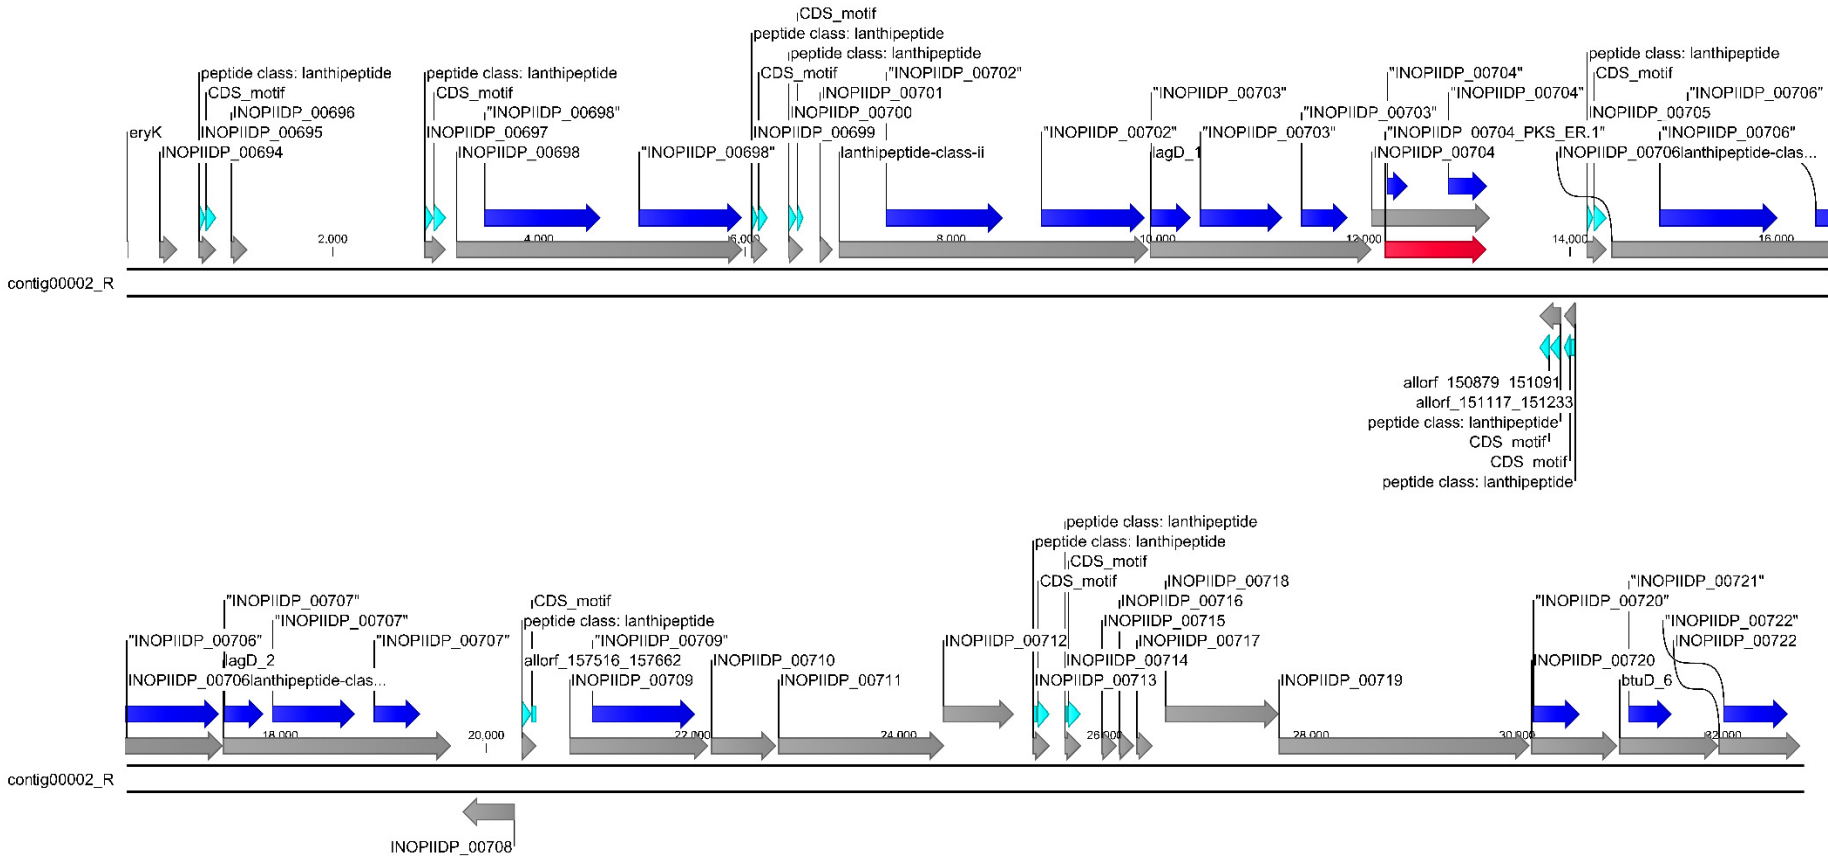 CDS_motif
peptide class: lanthipeptide
peptide class: lanthipeptide
peptide class: lanthipeptide
peptide class: lanthipeptide
peptide class: lanthipeptide
CDS_motif
"INOPIIDP_00702"
"INOPIIDP_00704"
CDS_motif
CDS_motif
CDS_motif
INOPIIDP_00701
"INOPIIDP_00703"
"INOPIIDP_00704"
"INOPIIDP_00706"
INOPIIDP_00696
"INOPIIDP_00698"
INOPIIDP_00700
"INOPIIDP_00703"
INOPIIDP_00705
eryK
INOPIIDP_00695
INOPIIDP_00697
INOPIIDP_00699
"INOPIIDP_00702"
"INOPIIDP_00703"
"INOPIIDP_00704_PKS_ER.1"
"INOPIIDP_00706"
INOPIIDP_00694
INOPIIDP_00698
"INOPIIDP_00698"
lanthipeptide-class-ii
lagD_1
INOPIIDP_00704
INOPIIDP_00706lanthipeptide-clas...
2,000
4,000
6,000
8,000
10,000
12,000
14,000
16,000
contig00002_R
allorf_150879_151091
allorf_151117_151233
peptide class: lanthipeptide
CDS_motif
CDS_motif
peptide class: lanthipeptide
peptide class: lanthipeptide
peptide class: lanthipeptide
CDS_motif
CDS_motif
INOPIIDP_00718
"INOPIIDP_00721"
"INOPIIDP_00707"
CDS_motif
INOPIIDP_00716
"INOPIIDP_00720"
"INOPIIDP_00707"
peptide class: lanthipeptide
INOPIIDP_00715
"INOPIIDP_00722"
"INOPIIDP_00706"
"INOPIIDP_00707"
"INOPIIDP_00709"
INOPIIDP_00712
INOPIIDP_00717
INOPIIDP_00722
lagD_2
allorf_157516_157662
INOPIIDP_00710
INOPIIDP_00714
INOPIIDP_00720
INOPIIDP_00706lanthipeptide-clas...
INOPIIDP_00709
INOPIIDP_00711
INOPIIDP_00713
INOPIIDP_00719
btuD_6
18,000
20,000
22,000
24,000
26,000
28,000
30,000
32,000
contig00002_R
INOPIIDP_00708